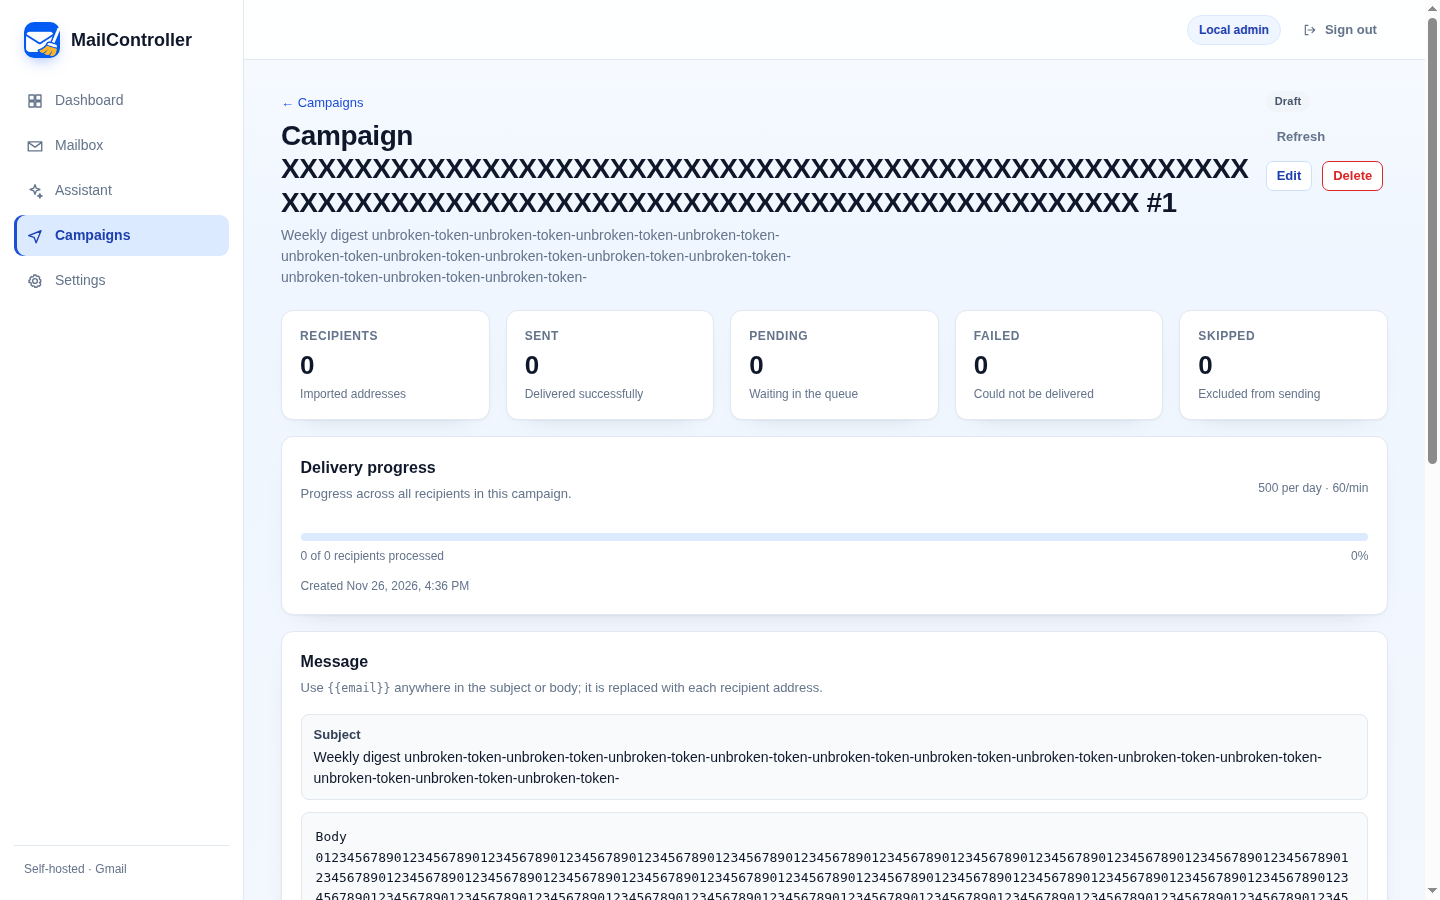 MailController
Local admin
Sign out
Dashboard
Mailbox
Assistant
Campaigns
Settings
Self-hosted · Gmail
← Campaigns
Draft
Refresh
Edit
Delete
Campaign
XXXXXXXXXXXXXXXXXXXXXXXXXXXXXXXXXXXXXXXXXXXXXXXXXXXXX
XXXXXXXXXXXXXXXXXXXXXXXXXXXXXXXXXXXXXXXXXXXXXXX #1
Weekly digest unbroken-token-unbroken-token-unbroken-token-unbroken-token-
unbroken-token-unbroken-token-unbroken-token-unbroken-token-unbroken-token-
unbroken-token-unbroken-token-unbroken-token-
RECIPIENTS
0
Imported addresses
SENT
0
Delivered successfully
PENDING
0
Waiting in the queue
FAILED
0
Could not be delivered
SKIPPED
0
Excluded from sending
Delivery progress
Progress across all recipients in this campaign.
500 per day · 60/min
0 of 0 recipients processed
0%
Created Nov 26, 2026, 4:36 PM
Message
Use {{email}} anywhere in the subject or body; it is replaced with each recipient address.
Subject
Weekly digest unbroken-token-unbroken-token-unbroken-token-unbroken-token-unbroken-token-unbroken-token-unbroken-token-unbroken-token-unbroken-token-
unbroken-token-unbroken-token-unbroken-token-
Body
012345678901234567890123456789012345678901234567890123456789012345678901234567890123456789012345678901234567890123456789012345678901
234567890123456789012345678901234567890123456789012345678901234567890123456789012345678901234567890123456789012345678901234567890123
456789012345678901234567890123456789012345678901234567890123456789012345678901234567890123456789012345678901234567890123456789012345